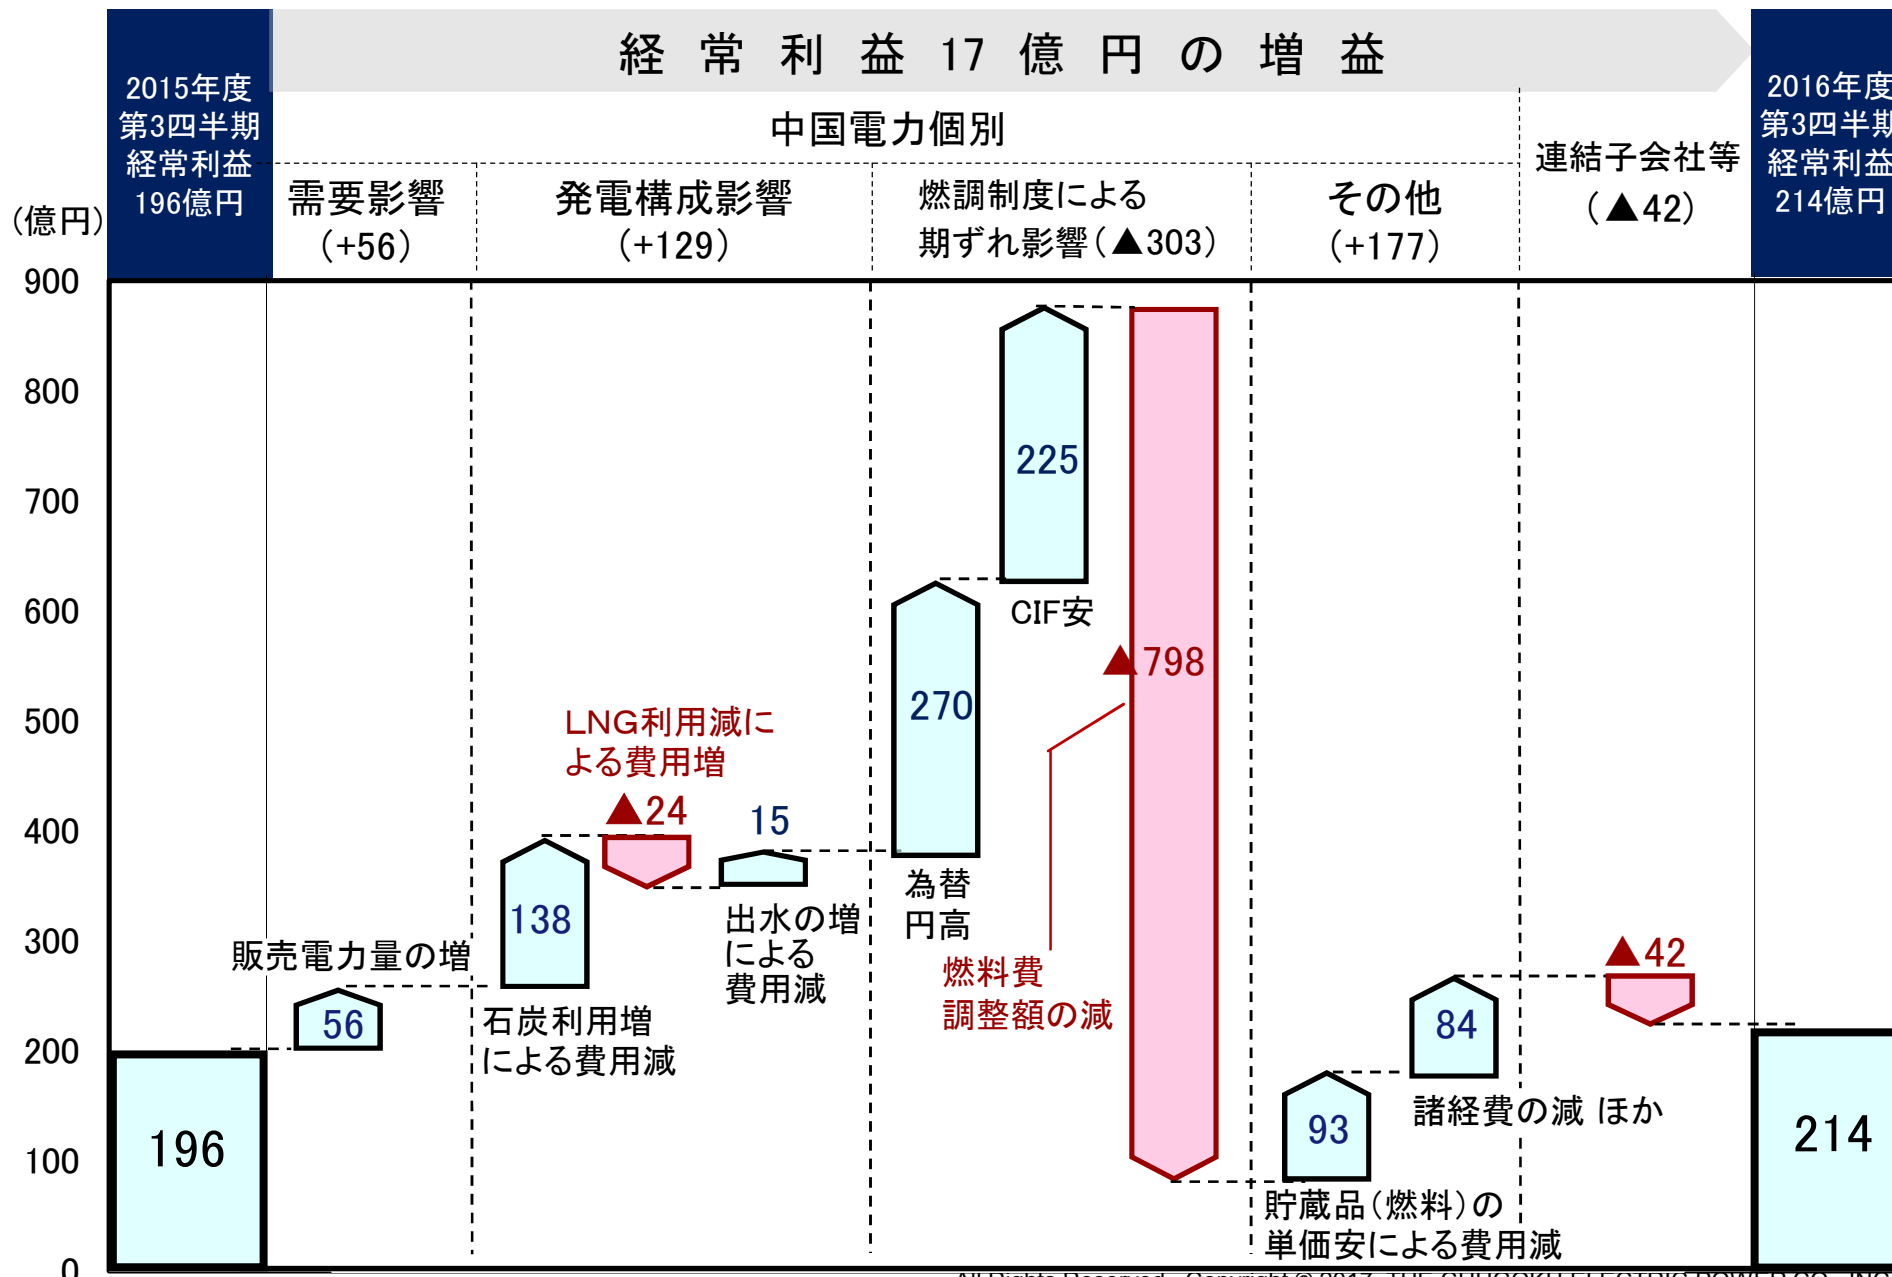 経常利益17億円の増益
2015年度
第3四半期
経常利益
196億円
2016年度
第3四半期
経常利益
214億円
中国電力個別
連結子会社等
(▲42)
需要影響
(+56)
発電構成影響
(+129)
燃調制度による
期ずれ影響(▲303)
その他
(+177)
(億円)
900
800
700
600
500
400
300
200
100
0
196
販売電力量の増
56
138
石炭利用増
による費用減
LNG利用減に
よる費用増
▲24
15
出水の増
による
費用減
270
為替
円高
225
CIF安
▲798
燃料費
調整額の減
93
貯蔵品(燃料)の
単価安による費用減
84
諸経費の減 ほか
▲42
214